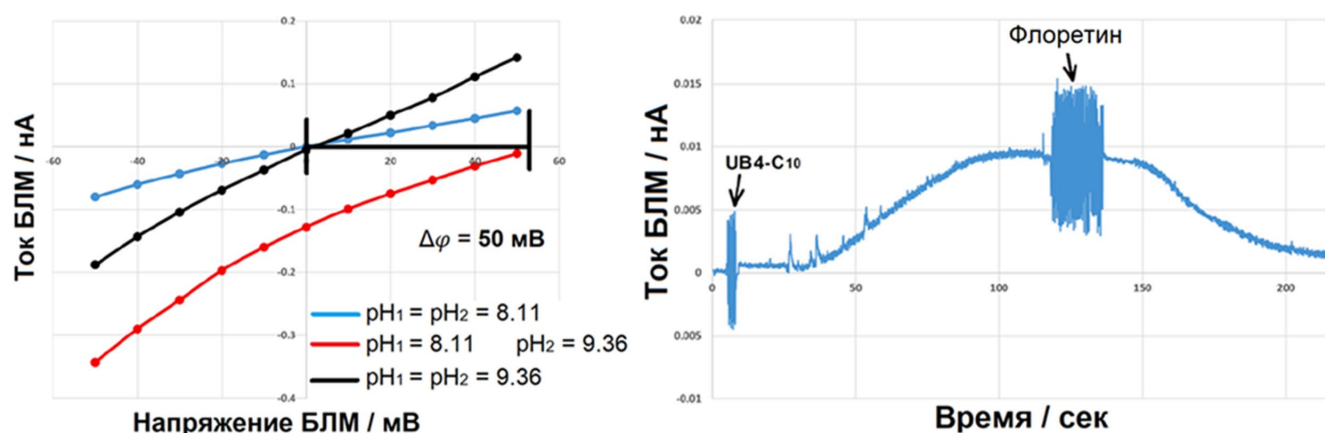 Ток БЛМ / нА
0.2
0.1
0
-0.1
-0.2
-0.3
-0.4
-60
-40
-20
20
40
60
Δφ = 50 мВ
pH₁ = pH₂ = 8.11
pH₁ = 8.11 pH₂ = 9.36
pH₁ = pH₂ = 9.36
Напряжение БЛМ / мВ
Ток БЛМ / нА
0.02
0.015
0.01
0.005
0
0.005
-0.01
Флоретин
UB4-C₁₀
0
50
100
150
200
Время / сек